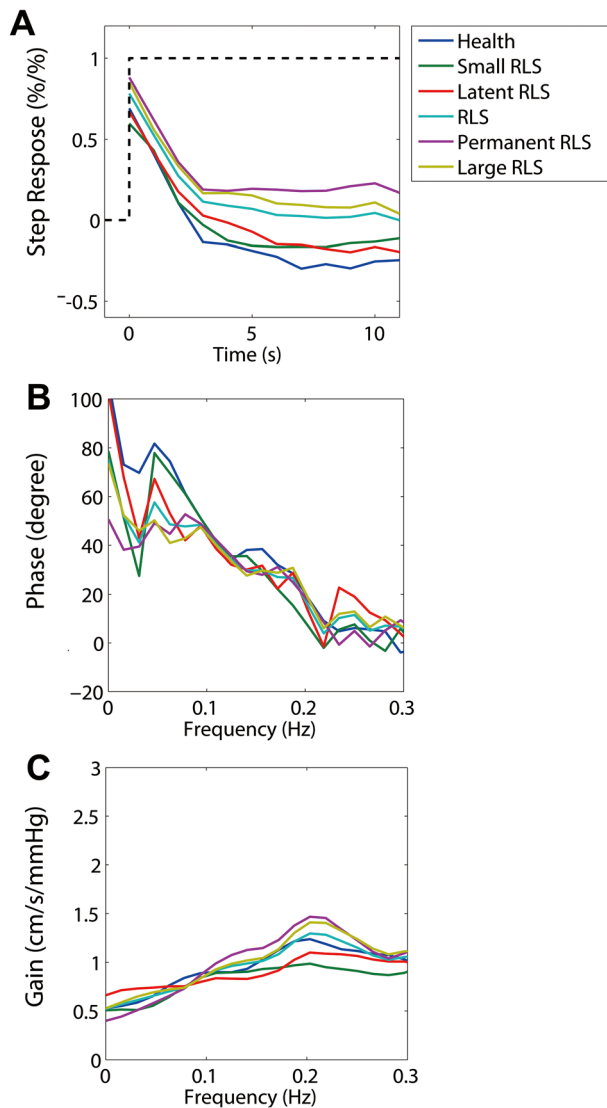 A
Step Respose (%/%)
1
0.5
0
-0.5
0
5
10
Time (s)
Health
Small RLS
Latent RLS
RLS
Permanent RLS
Large RLS
B
Phase (degree)
100
80
60
40
20
0
−20
0
0.1
0.2
0.3
Frequency (Hz)
C
Gain (cm/s/mmHg)
3
2.5
2
1.5
1
0.5
0
0
0.1
0.2
0.3
Frequency (Hz)